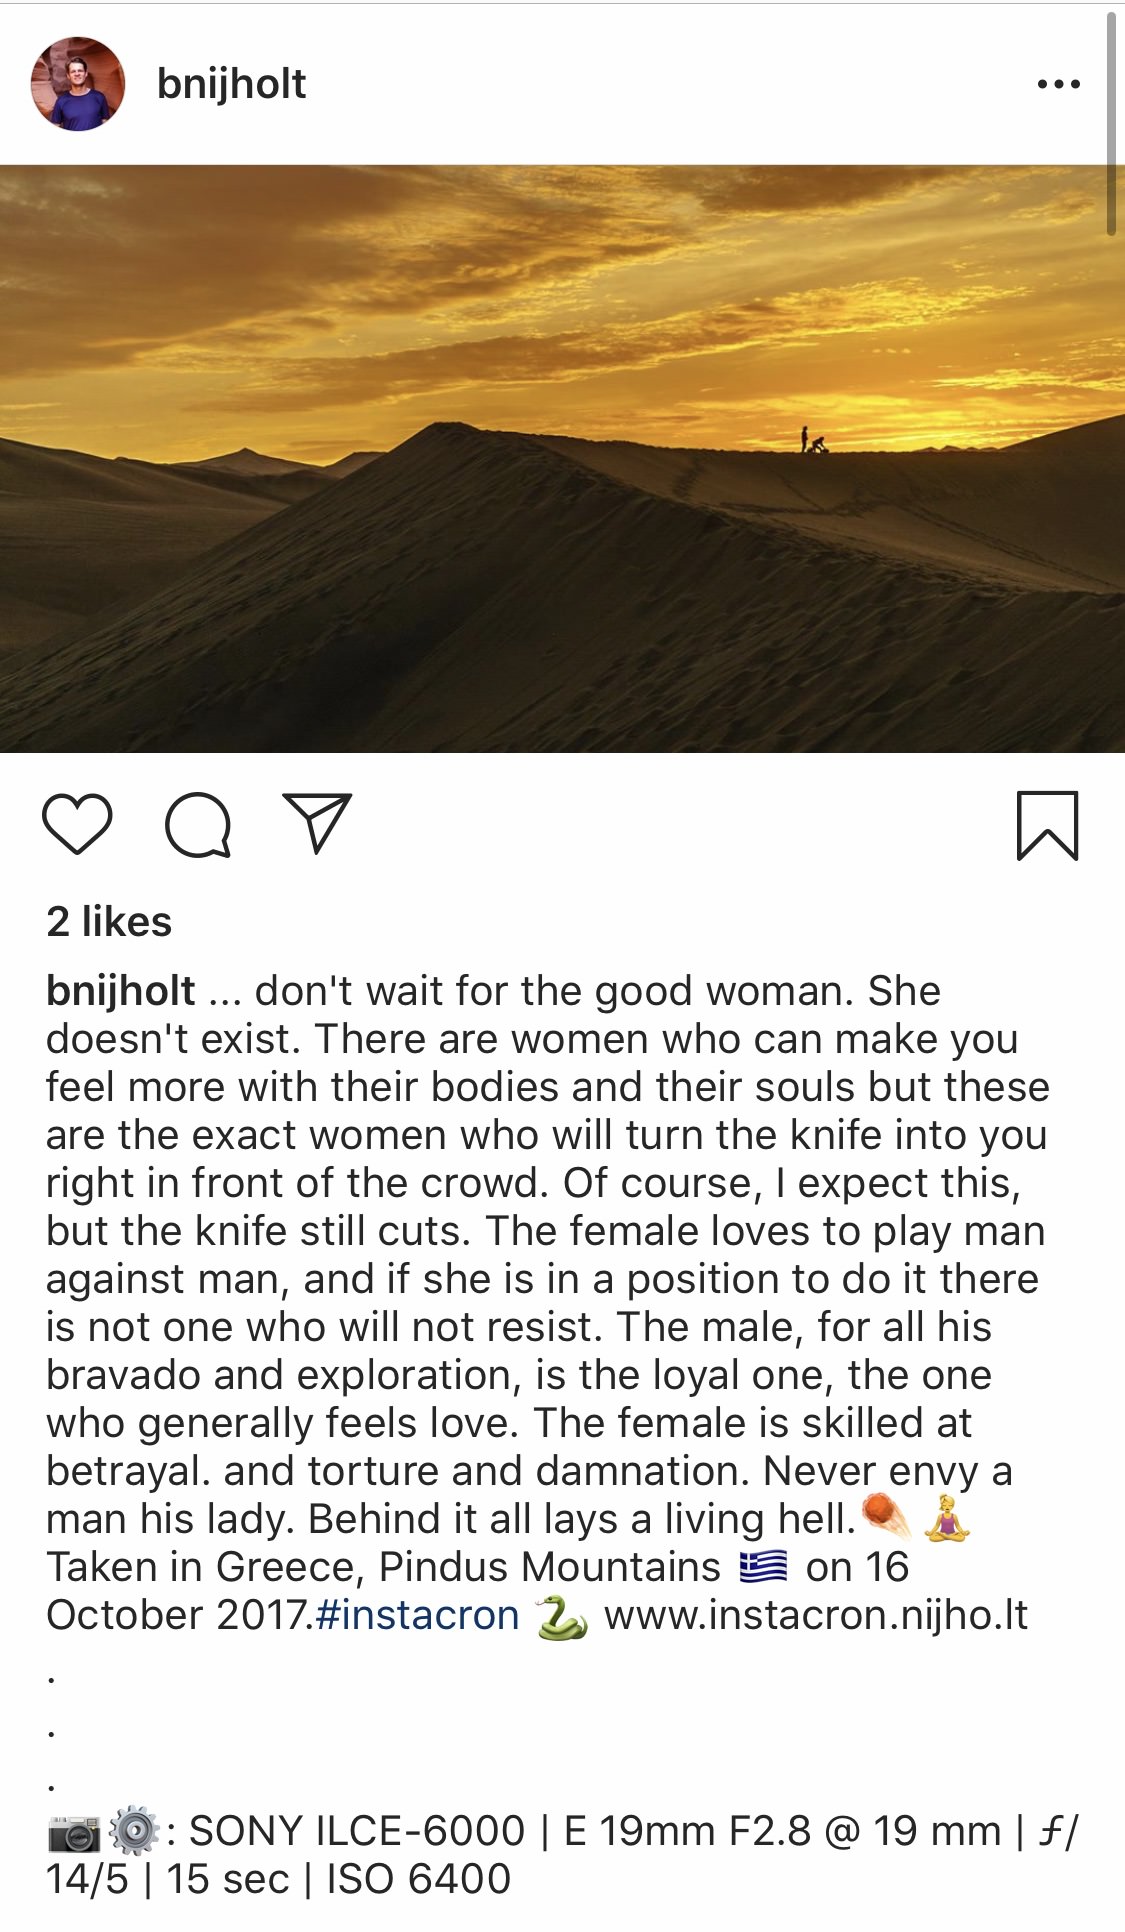 bnijholt
2 likes
bnijholt ... don't wait for the good woman. She
doesn't exist. There are women who can make you
feel more with their bodies and their souls but these
are the exact women who will turn the knife into you
right in front of the crowd. Of course, I expect this,
but the knife still cuts. The female loves to play man
against man, and if she is in a position to do it there
is not one who will not resist. The male, for all his
bravado and exploration, is the loyal one, the one
who generally feels love. The female is skilled at
betrayal. and torture and damnation. Never envy a
man his lady. Behind it all lays a living hell.☄️ 🧘‍♀️
Taken in Greece, Pindus Mountains 🇬🇷 on 16
October 2017.#instacron 🐍 www.instacron.nijho.lt
.
.
.
📷⚙️: SONY ILCE-6000 | E 19mm F2.8 @ 19 mm | ƒ/
14/5 | 15 sec | ISO 6400